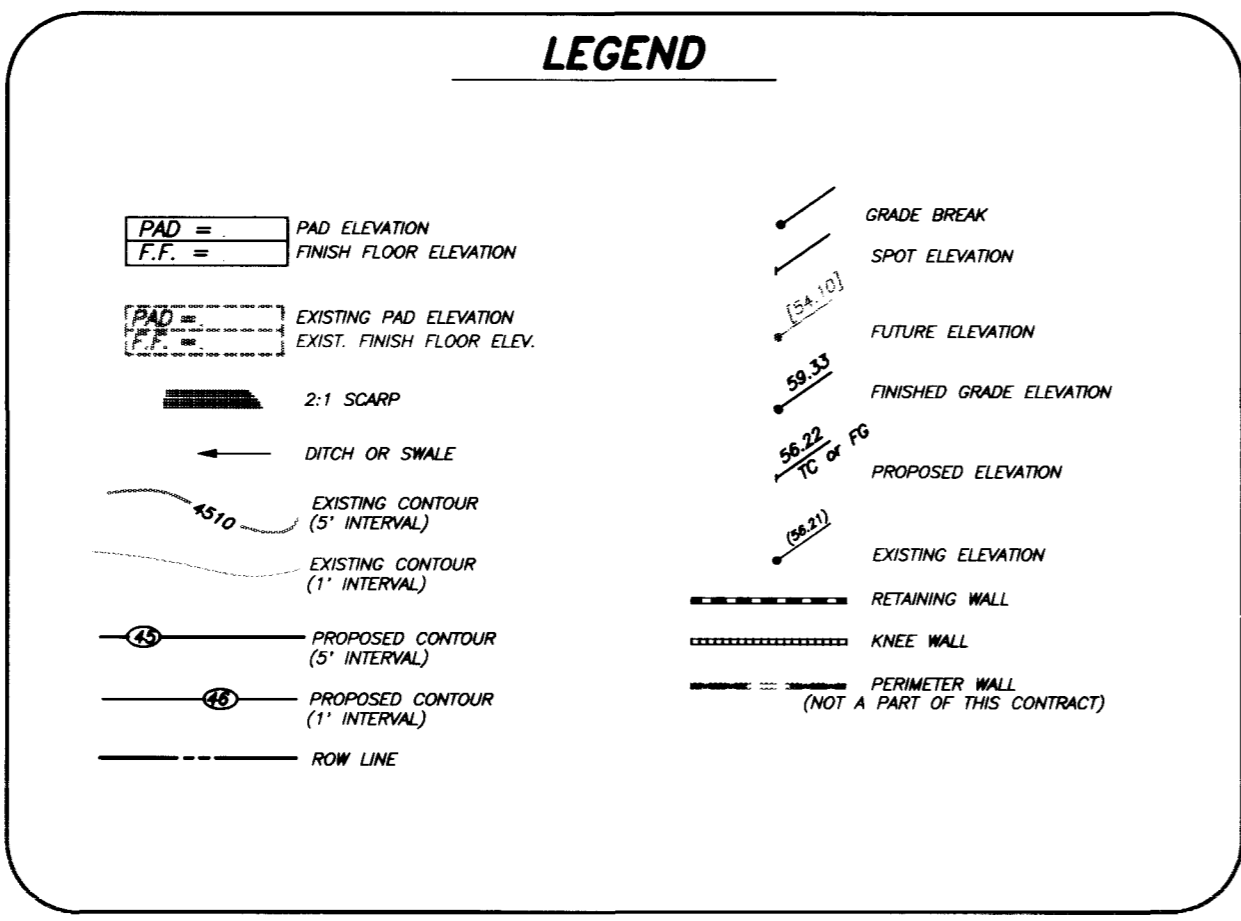 LEGEND
PAD =
PAD ELEVATION
F.F. =
FINISH FLOOR ELEVATION
PAD =
EXISTING PAD ELEVATION
F.F. =
EXIST. FINISH FLOOR ELEV.
2:1 SCARP
DITCH OR SWALE
4510
EXISTING CONTOUR
(5' INTERVAL)
EXISTING CONTOUR
(1' INTERVAL)
45
PROPOSED CONTOUR
(5' INTERVAL)
46
PROPOSED CONTOUR
(1' INTERVAL)
ROW LINE
GRADE BREAK
SPOT ELEVATION
[54.10]
FUTURE ELEVATION
59.33
FINISHED GRADE ELEVATION
56.22
TC or FG
PROPOSED ELEVATION
(56.21)
EXISTING ELEVATION
RETAINING WALL
KNEE WALL
PERIMETER WALL
(NOT A PART OF THIS CONTRACT)